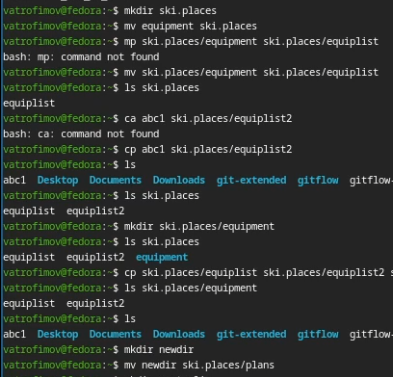 vatrofimov@fedora:~$ mkdir ski.places
vatrofimov@fedora:~$ mv equipment ski.places
vatrofimov@fedora:~$ mp ski.places/equipment ski.places/equiplist
bash: mp: command not found
vatrofimov@fedora:~$ mv ski.places/equipment ski.places/equiplist
vatrofimov@fedora:~$ ls ski.places
equiplist
vatrofimov@fedora:~$ ca abc1 ski.places/equiplist2
bash: ca: command not found
vatrofimov@fedora:~$ cp abc1 ski.places/equiplist2
vatrofimov@fedora:~$ ls
abc1 Desktop Documents Downloads git-extended gitflow gitflow-
vatrofimov@fedora:~$ ls ski.places
equiplist equiplist2
vatrofimov@fedora:~$ mkdir ski.places/equipment
vatrofimov@fedora:~$ ls ski.places
equiplist equiplist2 equipment
vatrofimov@fedora:~$ cp ski.places/equiplist ski.places/equiplist2 s
vatrofimov@fedora:~$ ls ski.places/equipment
equiplist equiplist2
vatrofimov@fedora:~$ ls
abc1 Desktop Documents Downloads git-extended gitflow gitflow-
vatrofimov@fedora:~$ mkdir newdir
vatrofimov@fedora:~$ mv newdir ski.places/plans